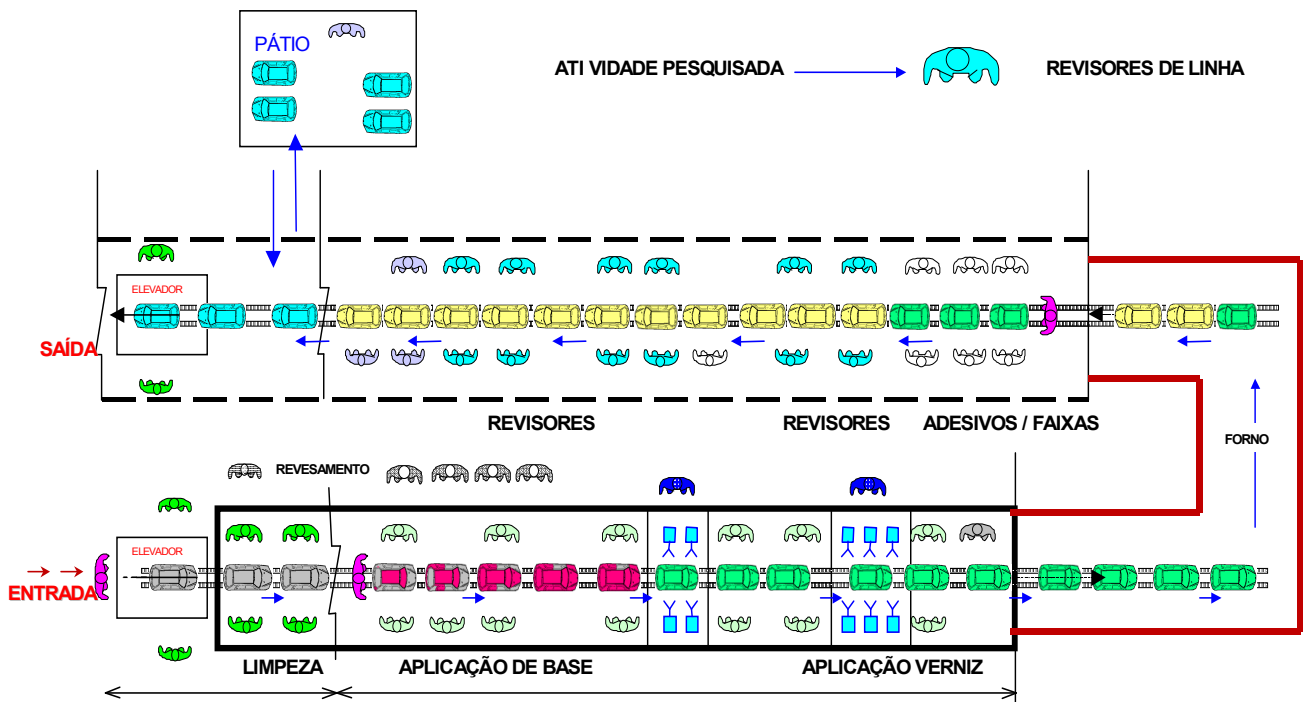 PÁTIO
ATI VIDADE PESQUISADA
REVISORES DE LINHA
ELEVADOR
SAÍDA
REVISORES
REVISORES
ADESIVOS / FAIXAS
FORNO
REVESAMENTO
ELEVADOR
ENTRADA
LIMPEZA
APLICAÇÃO DE BASE
APLICAÇÃO VERNIZ